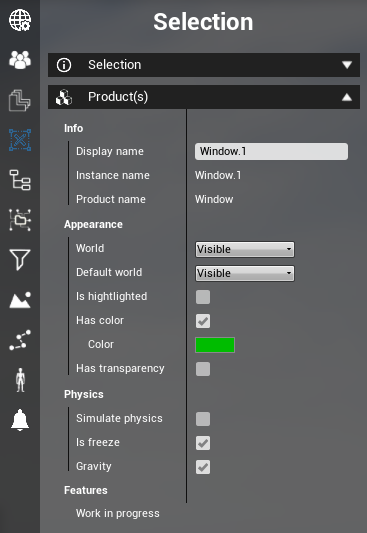 Selection
Selection
Product(s)
Info
Display name Window.1
Instance name Window.1
Product name Window
Appearance
World Visible
Default world Visible
Is hightlighted
Has color
Color
Has transparency
Physics
Simulate physics
Is freeze
Gravity
Features
Work in progress